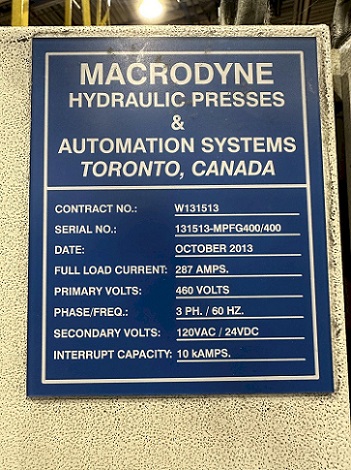 MACRODYNE
HYDRAULIC PRESSES
&
AUTOMATION SYSTEMS
TORONTO, CANADA
CONTRACT NO.: W131513
SERIAL NO.: 131513-MPFG400/400
DATE: OCTOBER 2013
FULL LOAD CURRENT: 287 AMPS.
PRIMARY VOLTS: 460 VOLTS
PHASE/FREQ.: 3 PH. / 60 HZ.
SECONDARY VOLTS: 120VAC / 24VDC
INTERRUPT CAPACITY: 10 kAMPS.